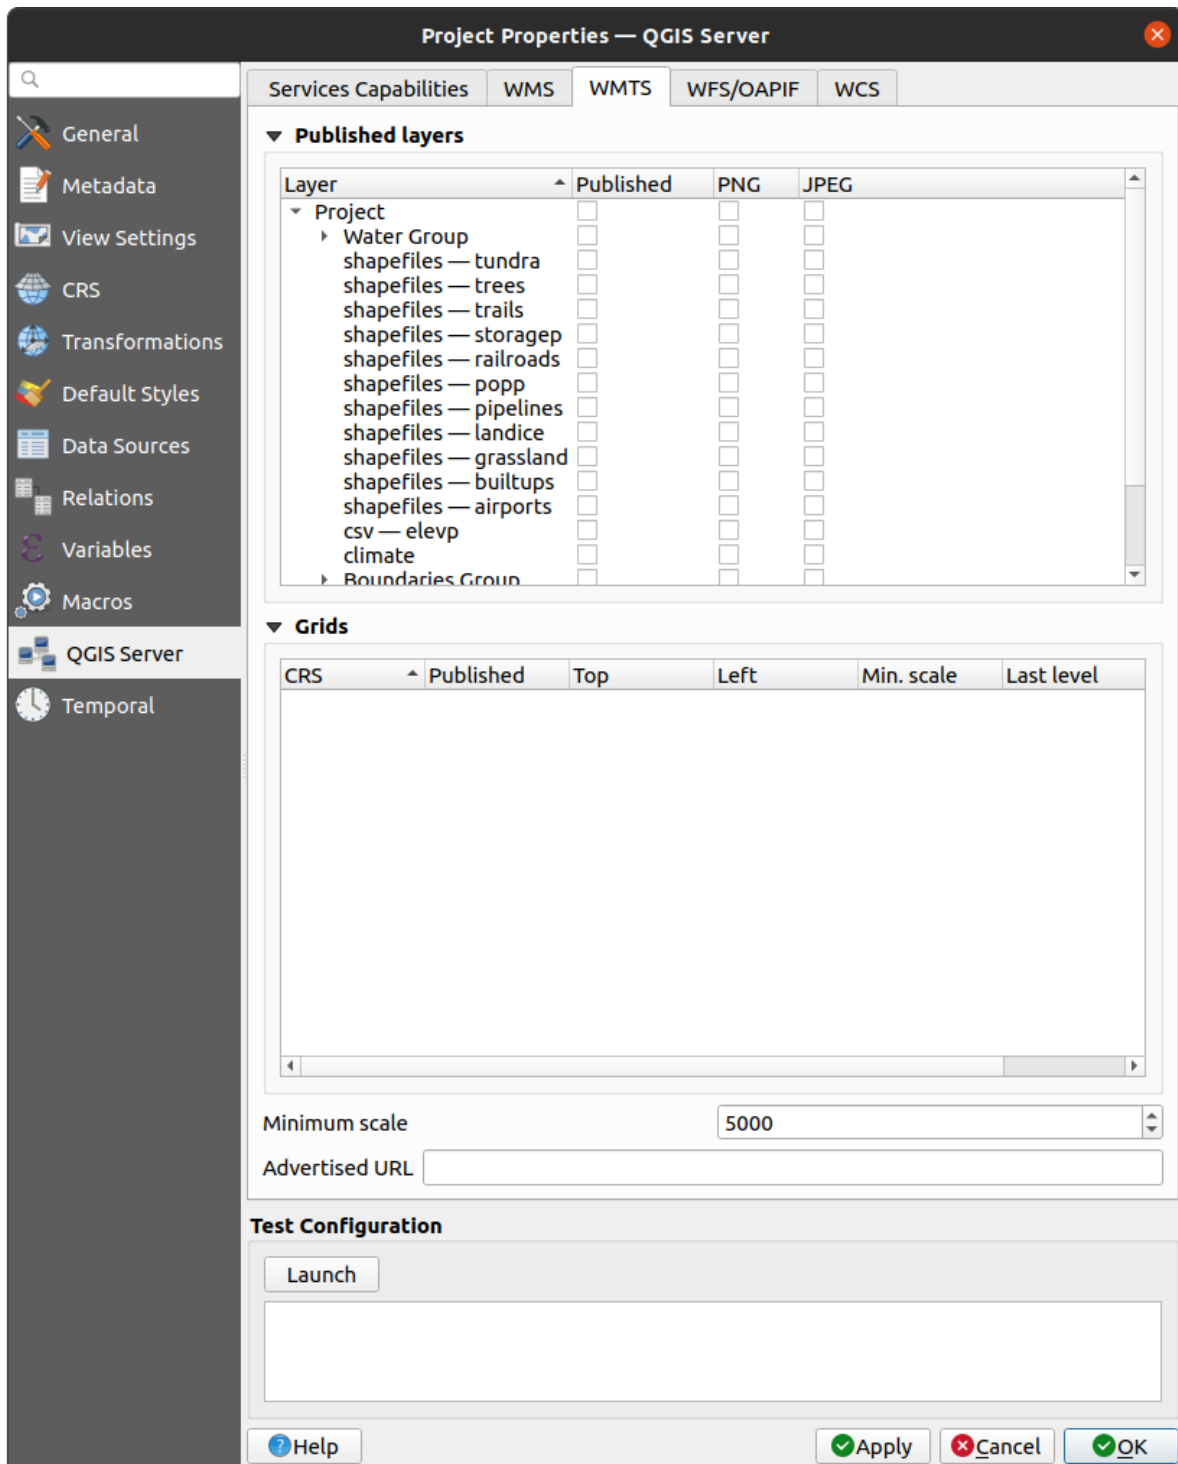 Project Properties — QGIS Server
General
Metadata
View Settings
CRS
Transformations
Default Styles
Data Sources
Relations
Variables
Macros
QGIS Server
Temporal
Services Capabilities WMS WMTS WFS/OAPIF WCS
Published layers
Layer Published PNG JPEG
Project
Water Group
shapefiles — tundra
shapefiles — trees
shapefiles — trails
shapefiles — storagep
shapefiles — railroads
shapefiles — popp
shapefiles — pipelines
shapefiles — landice
shapefiles — grassland
shapefiles — builtups
shapefiles — airports
csv — elevp
climate
Boundaries Group
Grids
CRS Published Top Left Min. scale Last level
Minimum scale 5000
Advertised URL
Test Configuration
Launch
Help Apply Cancel OK